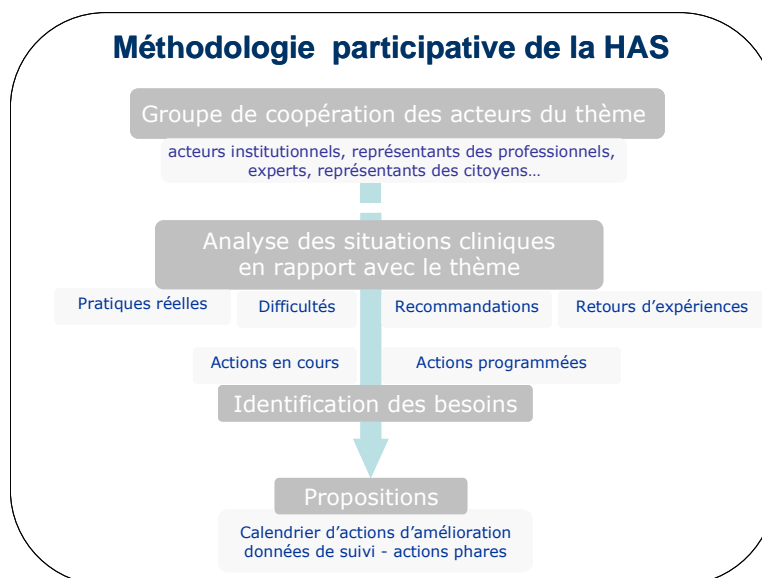 Méthodologie participative de la HAS
Groupe de coopération des acteurs du thème
acteurs institutionnels, représentants des professionnels,
experts, représentants des citoyens…
Analyse des situations cliniques
en rapport avec le thème
Pratiques réelles
Difficultés
Recommandations
Retours d’expériences
Actions en cours
Actions programmées
Identification des besoins
Propositions
Calendrier d’actions d’amélioration
données de suivi - actions phares